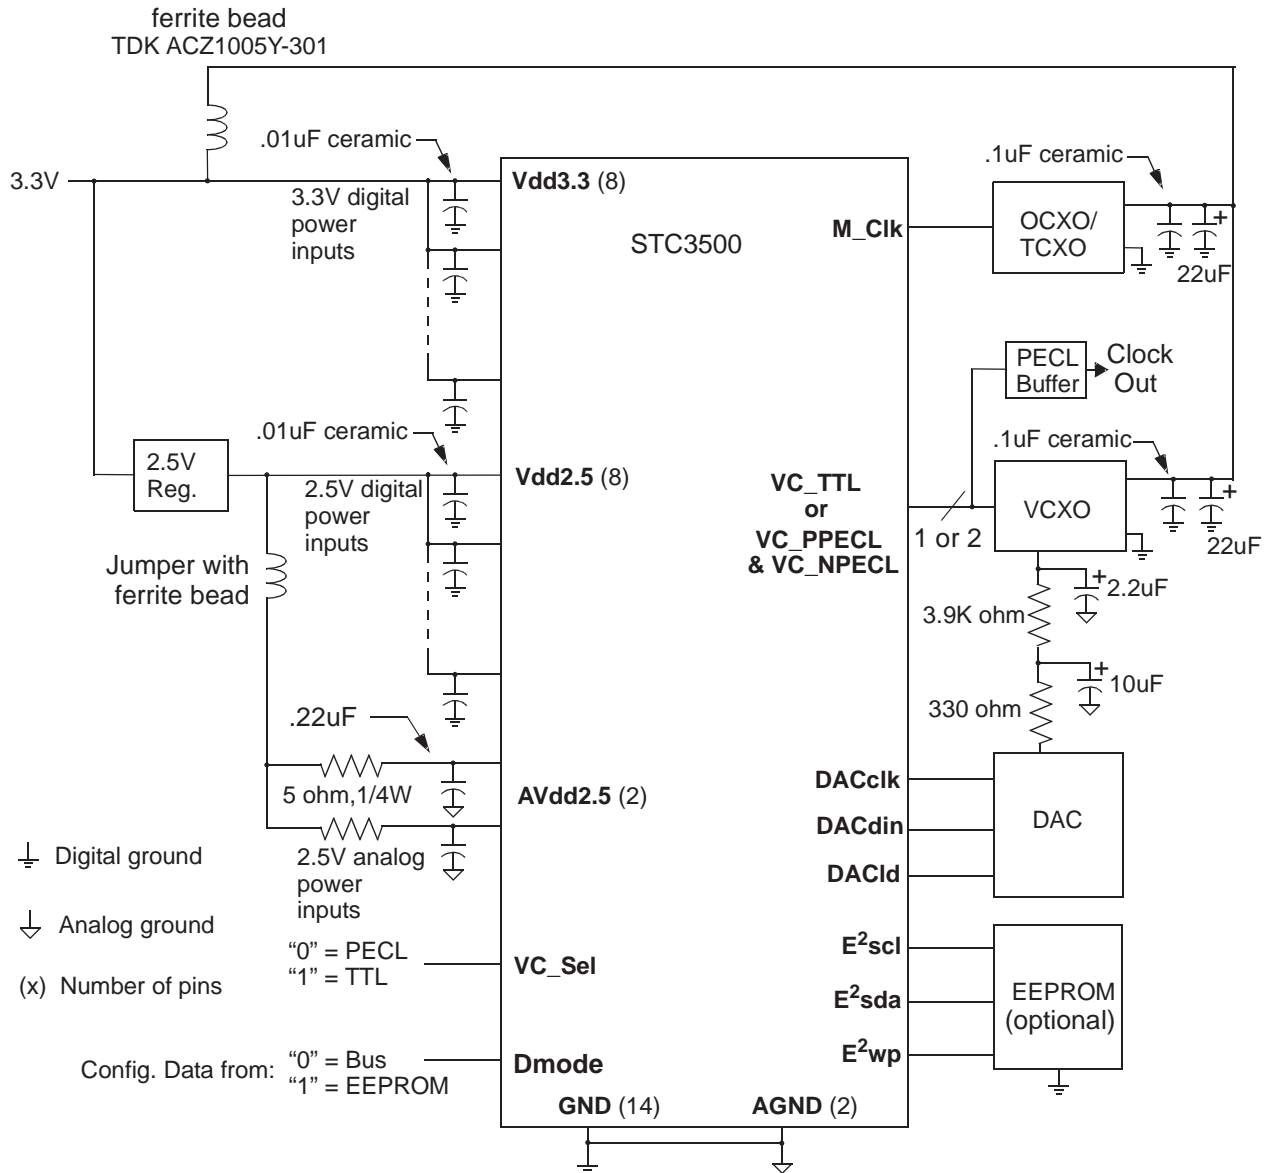 ferrite bead
TDK ACZ1005Y-301
.01uF ceramic
3.3V
Vdd3.3 (8)
3.3V digital
power
inputs
STC3500
M_Clk
.1uF ceramic
OCXO/
TCXO
+
22uF
PECL
Buffer
Clock
Out
.01uF ceramic
2.5V
Reg.
Vdd2.5 (8)
2.5V digital
power
inputs
VC_TTL
or
VC_PPECL
& VC_NPECL
1 or 2
.1uF ceramic
VCXO
+
22uF
Jumper with
ferrite bead
+
2.2uF
3.9K ohm
+
10uF
330 ohm
.22uF
5 ohm,1/4W
AVdd2.5 (2)
2.5V analog
power
inputs
DACclk
DACdin
DACld
DAC
Digital ground
Analog ground
(x) Number of pins
“0” = PECL
“1” = TTL
VC_Sel
E2scl
E2sda
E2wp
EEPROM
(optional)
Config. Data from:
“0” = Bus
“1” = EEPROM
Dmode
GND (14)
AGND (2)